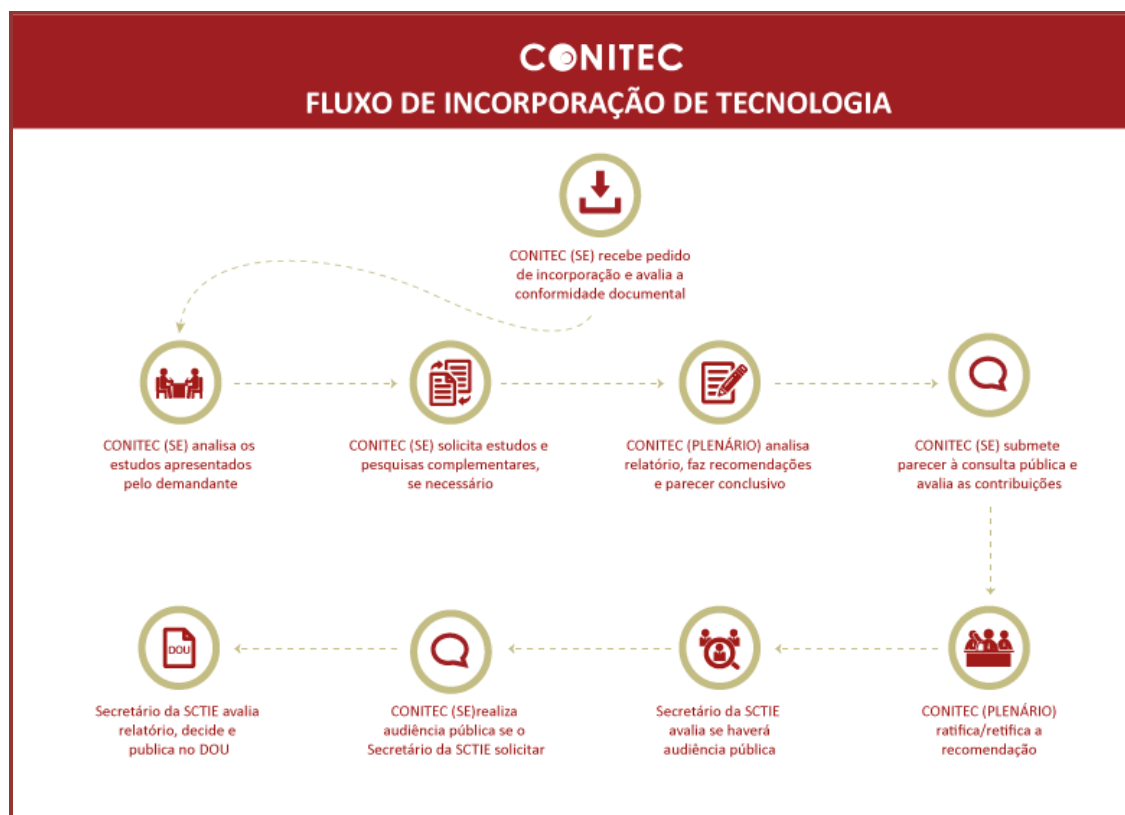 CONITEC
FLUXO DE INCORPORAÇÃO DE TECNOLOGIA
CONITEC (SE) recebe pedido
de incorporação e avalia a
conformidade documental
CONITEC (SE) analisa os
estudos apresentados
pelo demandante
CONITEC (SE) solicita estudos e
pesquisas complementares,
se necessário
CONITEC (PLENÁRIO) analisa
relatório, faz recomendações
e parecer conclusivo
CONITEC (SE) submete
parecer à consulta pública e
avalia as contribuições
CONITEC (PLENÁRIO)
ratifica/retifica a
recomendação
Secretário da SCTIE
avalia se haverá
audiência pública
CONITEC (SE)realiza
audiência pública se o
Secretário da SCTIE solicitar
DOU
Secretário da SCTIE avalia
relatório, decide e
publica no DOU